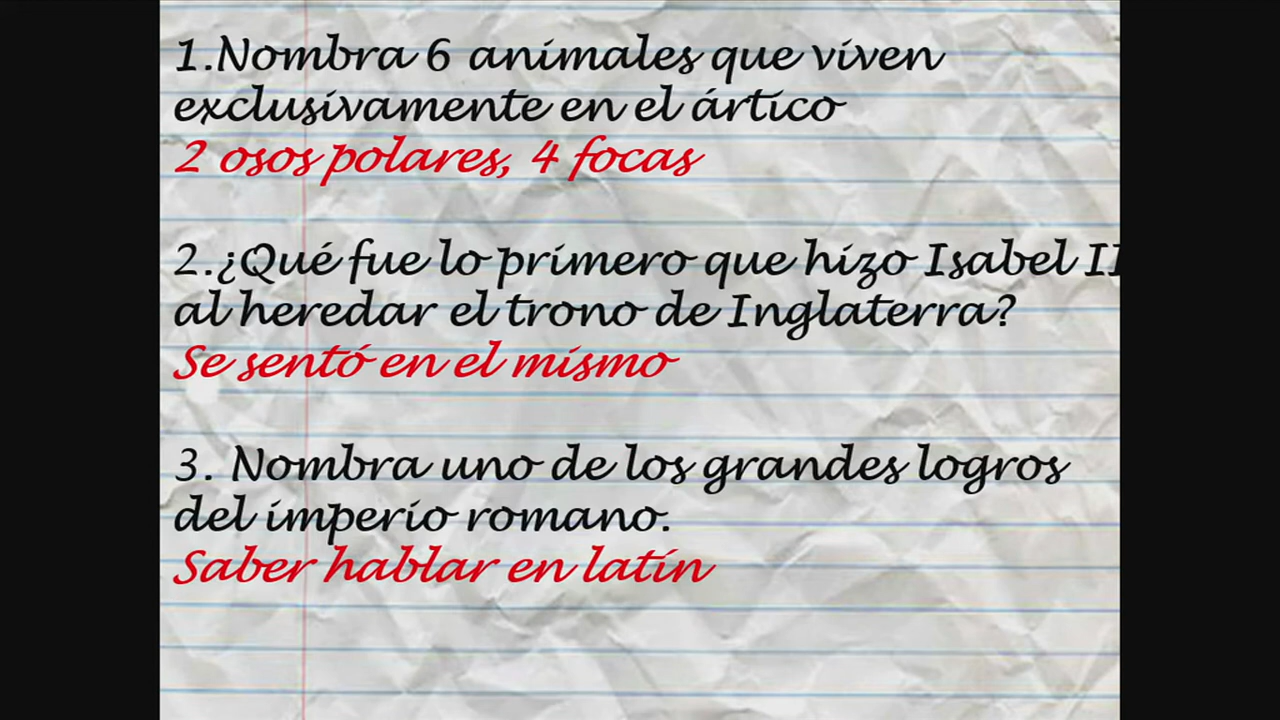 1.Nombra 6 animales que viven
exclusivamente en el ártico
2 osos polares, 4 focas
2.¿Qué fue lo primero que hizo Isabel II
al heredar el trono de Inglaterra?
Se sentó en el mismo
3. Nombra uno de los grandes logros
del imperio romano.
Saber hablar en latín